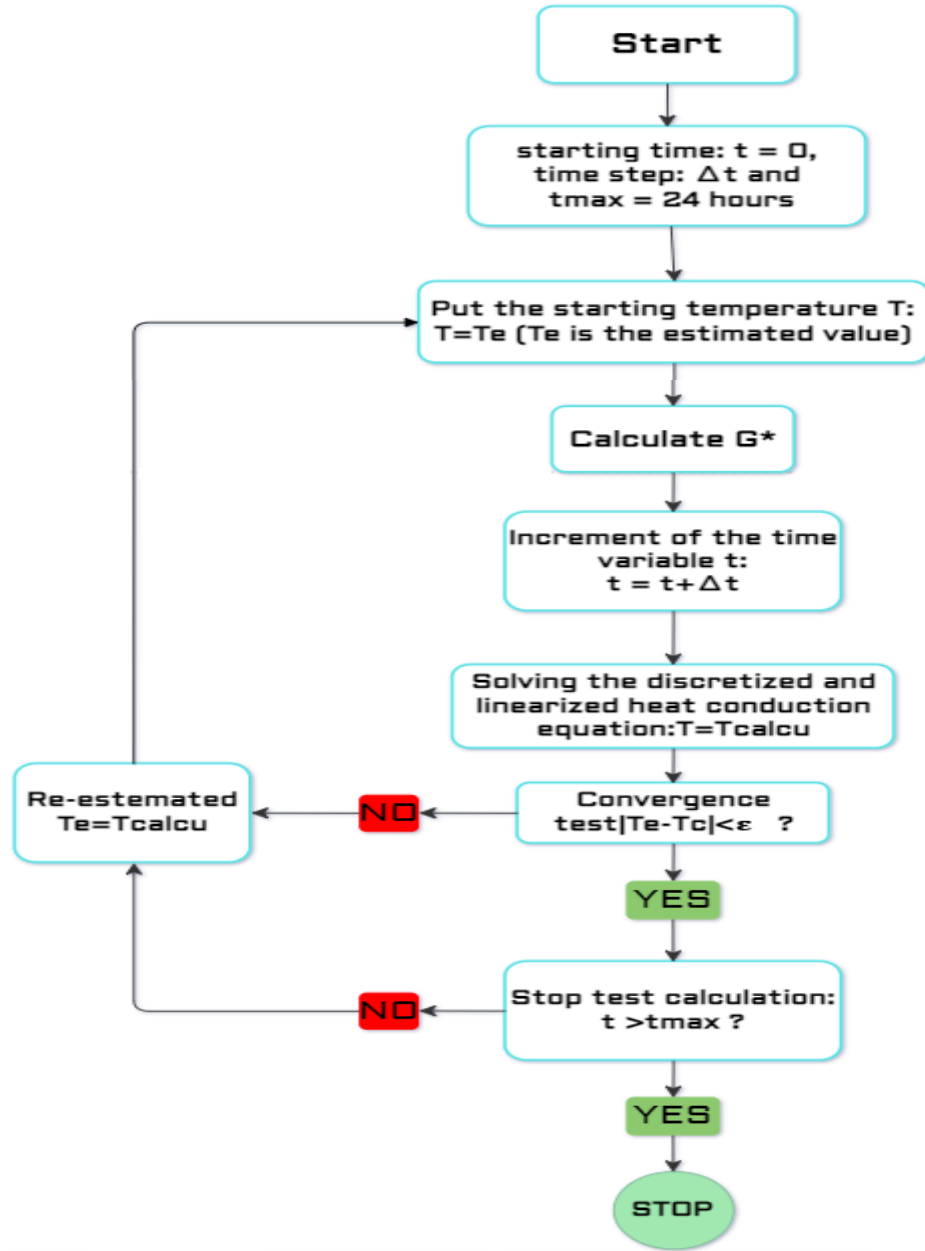 Start
starting time: t = 0,
time step: Δt and
tmax = 24 hours
Put the starting temperature T:
T=Te (Te is the estimated value)
Calculate G*
Increment of the time
variable t:
t = t+Δt
Solving the discretized and
linearized heat conduction
equation:T=Tcalcu
Re-estemated
Te=Tcalcu
NO
Convergence
test|Te-Tc|<ε ?
YES
NO
Stop test calculation:
t >tmax ?
YES
STOP